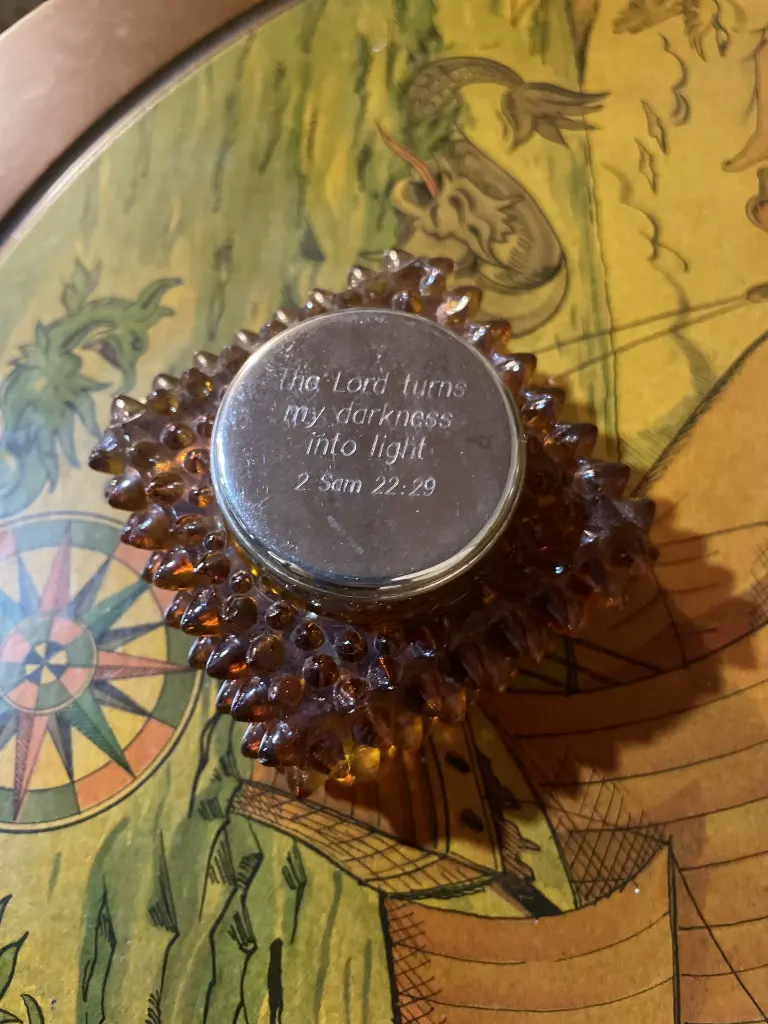 The Lord turns
my darkness
into light
2 Sam 22:29